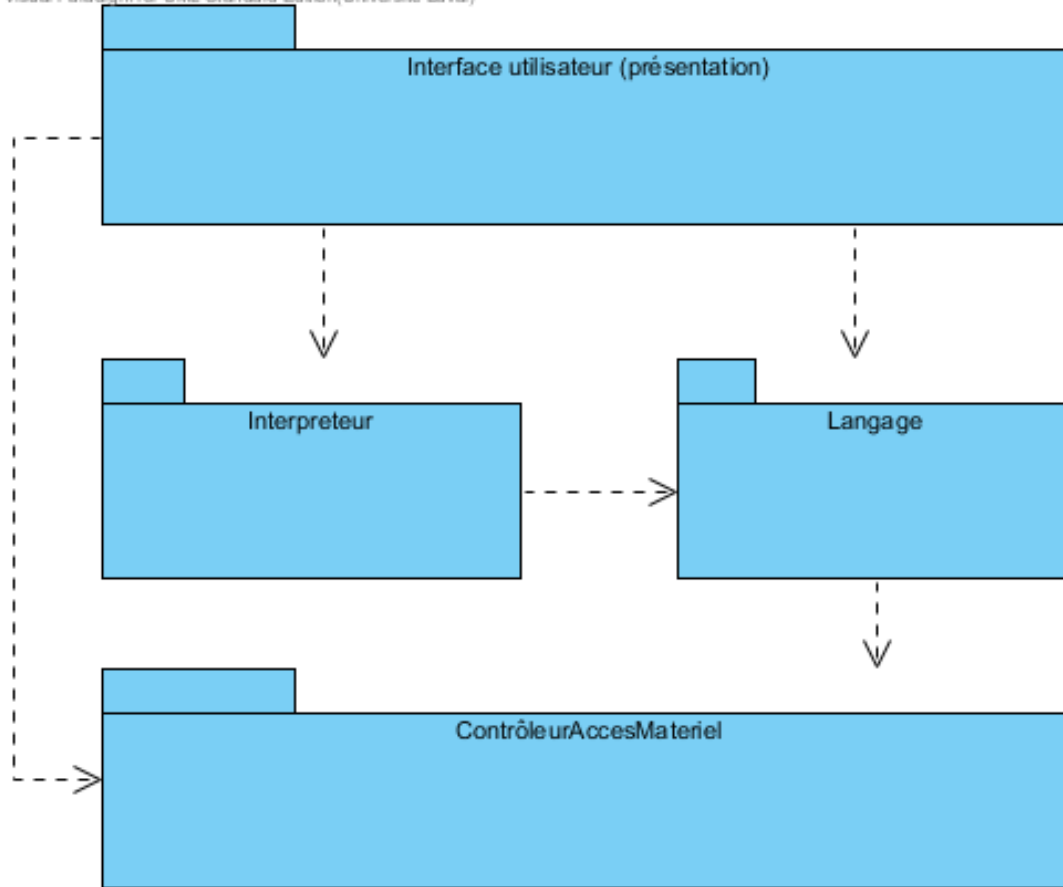 Interface utilisateur (présentation)
Interpreteur
Langage
ContrôleurAccesMateriel